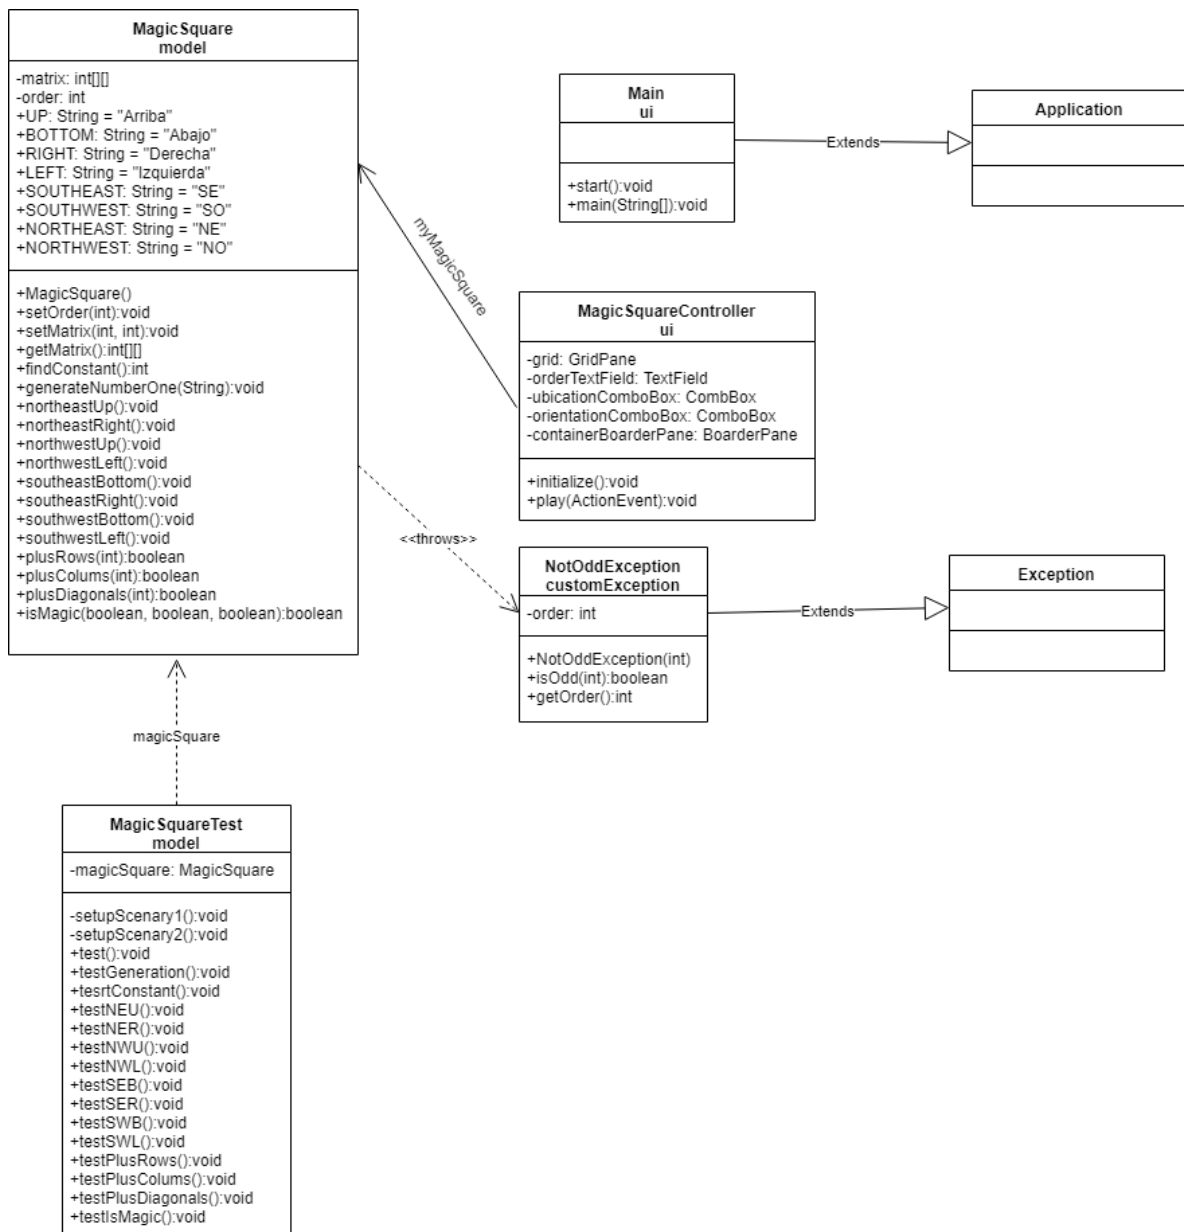 MagicSquare
model
-matrix: int[][]
-order: int
+UP: String = "Arriba"
+BOTTOM: String = "Abajo"
+RIGHT: String = "Derecha"
+LEFT: String = "Izquierda"
+SOUTHEAST: String = "SE"
+SOUTHWEST: String = "SO"
+NORTHEAST: String = "NE"
+NORTHWEST: String = "NO"
+MagicSquare()
+setOrder(int):void
+setMatrix(int, int):void
+getMatrix():int[][]
+findConstant():int
+generateNumberOne(String):void
+northeastUp():void
+northeastRight():void
+northwestUp():void
+northwestLeft():void
+southeastBottom():void
+southeastRight():void
+southwestBottom():void
+southwestLeft():void
+plusRows(int):boolean
+plusColums(int):boolean
+plusDiagonals(int):boolean
+isMagic(boolean, boolean, boolean):boolean
Main
ui
+start():void
+main(String[]):void
Extends
Application
myMagicSquare
MagicSquareController
ui
-grid: GridPane
-orderTextField: TextField
-ubicationComboBox: CombBox
-orientationComboBox: ComboBox
-containerBoarderPane: BoarderPane
+initialize():void
+play(ActionEvent):void
<<throws>>
NotOddException
customException
-order: int
+NotOddException(int)
+isOdd(int):boolean
+getOrder():int
Extends
Exception
magicSquare
MagicSquareTest
model
-magicSquare: MagicSquare
-setupScenary1():void
-setupScenary2():void
+test():void
+testGeneration():void
+tesrtConstant():void
+testNEU():void
+testNER():void
+testNWU():void
+testNWL():void
+testSEB():void
+testSER():void
+testSWB():void
+testSWL():void
+testPlusRows():void
+testPlusColums():void
+testPlusDiagonals():void
+testIsMagic():void